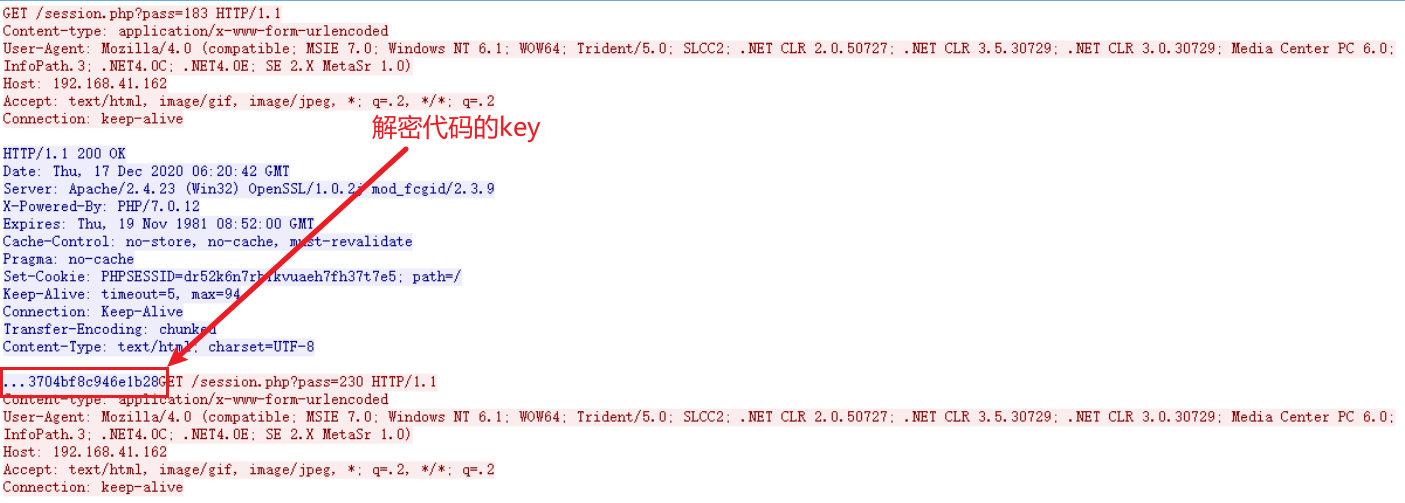 GET /session.php?pass=183 HTTP/1.1
Content-type: application/x-www-form-urlencoded
User-Agent: Mozilla/4.0 (compatible; MSIE 7.0; Windows NT 6.1; WOW64; Trident/5.0; SLCC2; .NET CLR 2.0.50727; .NET CLR 3.5.30729; .NET CLR 3.0.30729; Media Center PC 6.0;
InfoPath.3; .NET4.0C; .NET4.0E; SE 2.X MetaSr 1.0)
Host: 192.168.41.162
Accept: text/html, image/gif, image/jpeg, *; q=.2, */*; q=.2
Connection: keep-alive
解密代码的key
HTTP/1.1 200 OK
Date: Thu, 17 Dec 2020 06:20:42 GMT
Server: Apache/2.4.23 (Win32) OpenSSL/1.0.2j mod_fcgid/2.3.9
X-Powered-By: PHP/7.0.12
Expires: Thu, 19 Nov 1981 08:52:00 GMT
Cache-Control: no-store, no-cache, must-revalidate
Pragma: no-cache
Set-Cookie: path=/
Keep-Alive: timeout=5, max=94
Connection: Keep-Alive
Transfer-Encoding: chunked
Content-Type: text/html; charset=UTF-8
...3704bf8c946e1b28GET /session.php?pass=230 HTTP/1.1
Content-type: application/x-www-form-urlencoded
User-Agent: Mozilla/4.0 (compatible; MSIE 7.0; Windows NT 6.1; WOW64; Trident/5.0; SLCC2; .NET CLR 2.0.50727; .NET CLR 3.5.30729; .NET CLR 3.0.30729; Media Center PC 6.0;
InfoPath.3; .NET4.0C; .NET4.0E; SE 2.X MetaSr 1.0)
Host: 192.168.41.162
Accept: text/html, image/gif, image/jpeg, *; q=.2, */*; q=.2
Connection: keep-alive